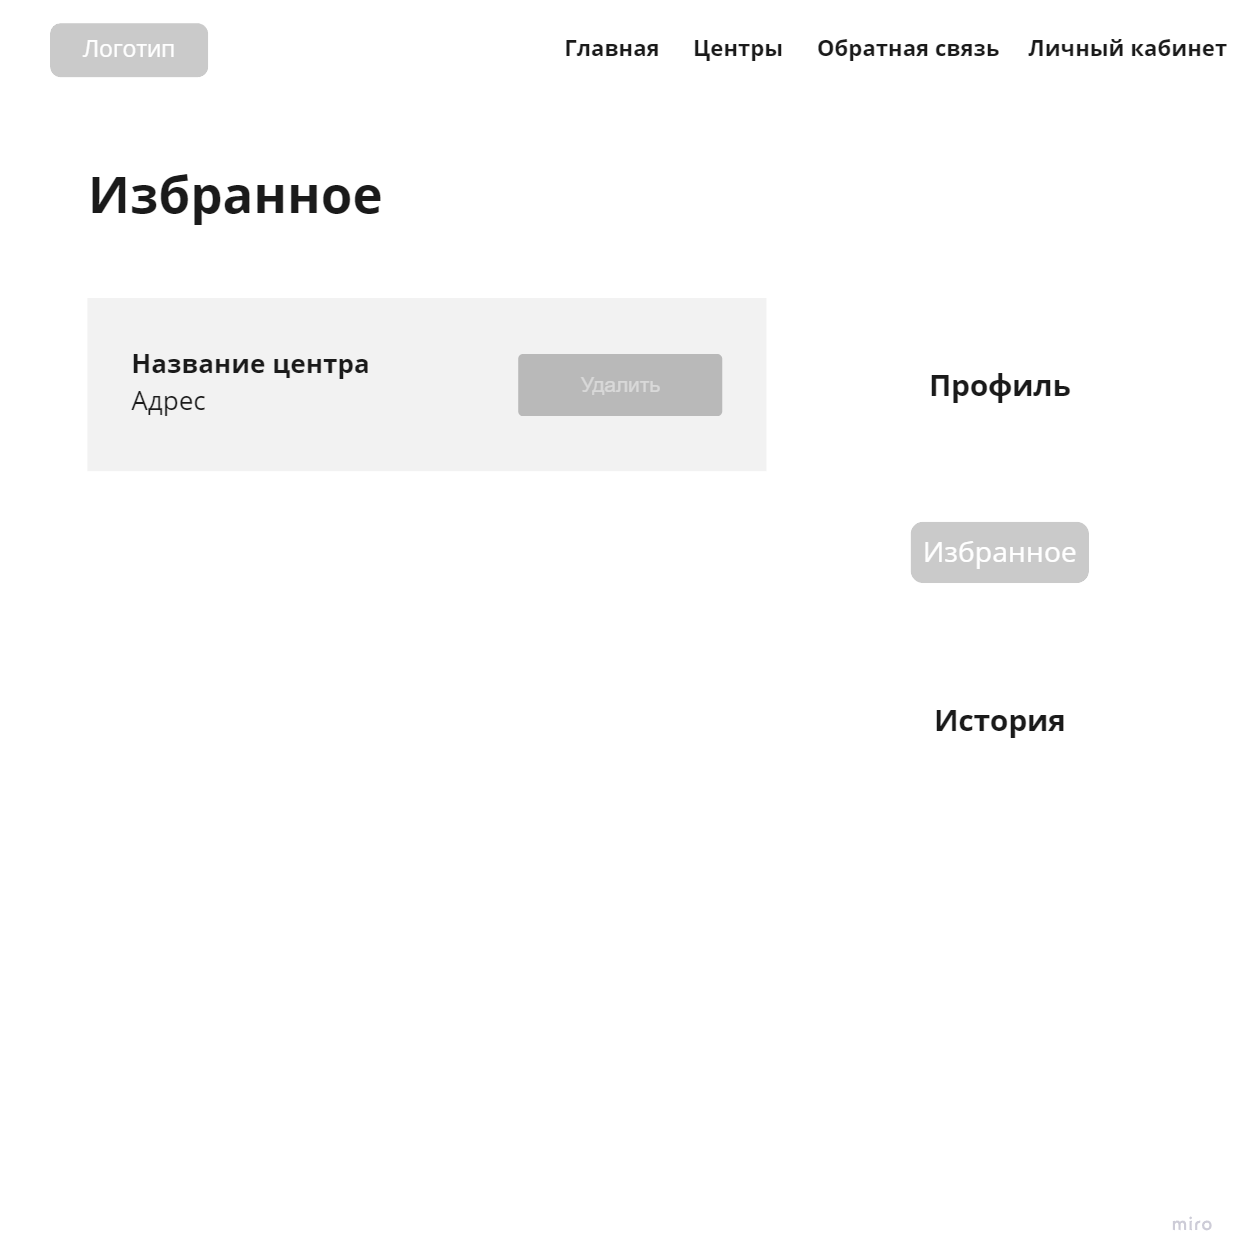 Логотип
Главная
Центры
Обратная связь
Личный кабинет
Избранное
Название центра
Адрес
Удалить
Профиль
Избранное
История
miro